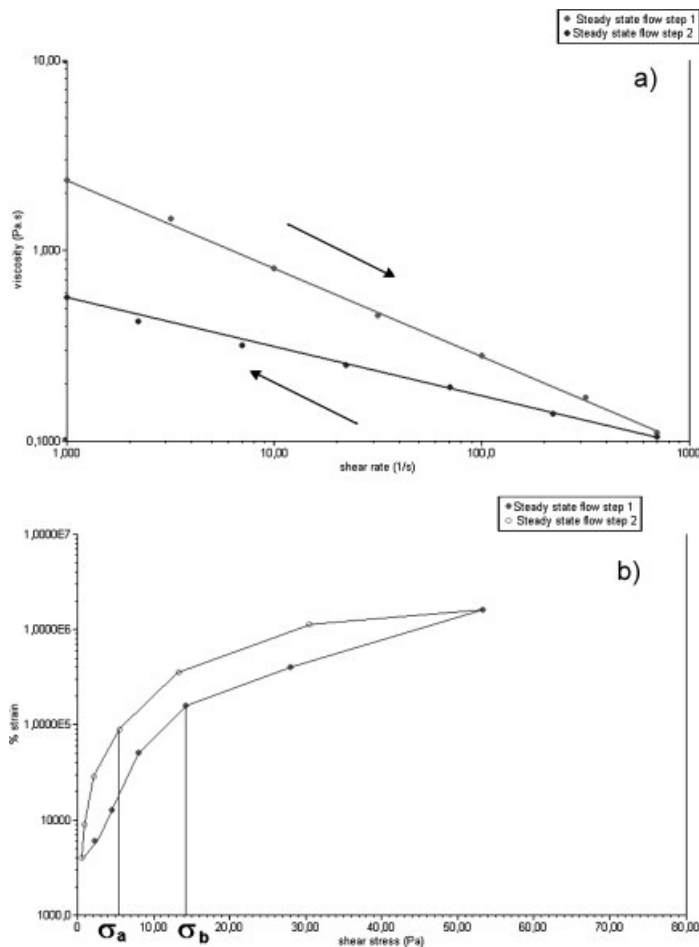 Steady state flow step 1
Steady state flow step 2
a)
10,00
1,000
0,1000
viscosity (Pa.s)
1,000 10,00 100,0 1000
shear rate (1/s)
Steady state flow step 1
Steady state flow step 2
b)
1,0000E7
1,0000E6
1,0000E5
10000
1000,0
% strain
0 10,00 20,00 30,00 40,00 50,00 60,00 70,00 80,00
σa σb
shear stress (Pa)